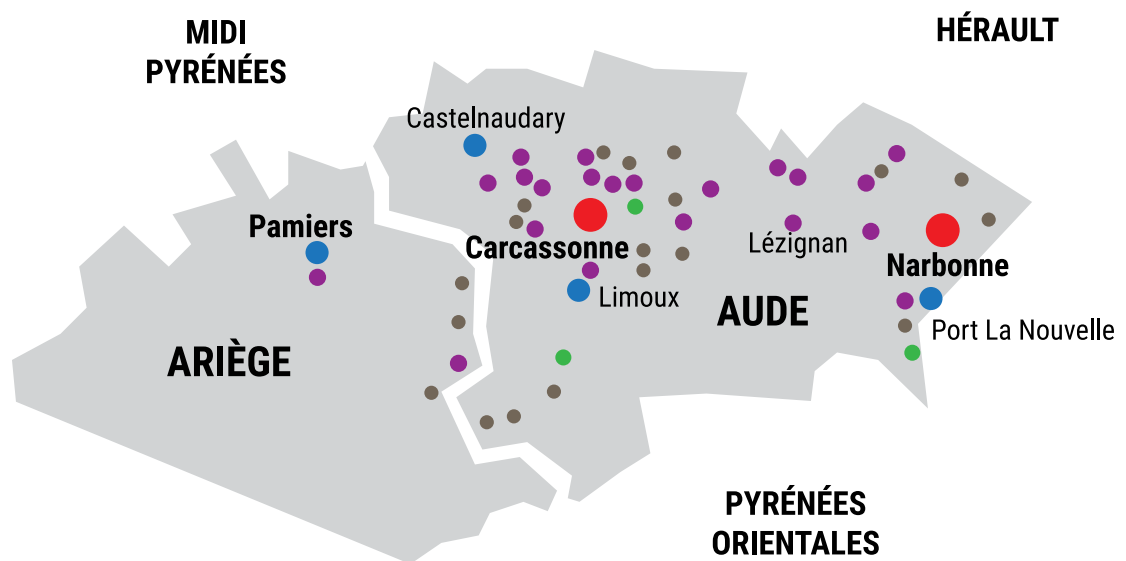 MIDI
PYRÉNÉES
HÉRAULT
Castelnaudary
Pamiers
Carcassonne
Lézignan
Narbonne
Limoux
AUDE
Port La Nouvelle
ARIÈGE
PYRÉNÉES
ORIENTALES